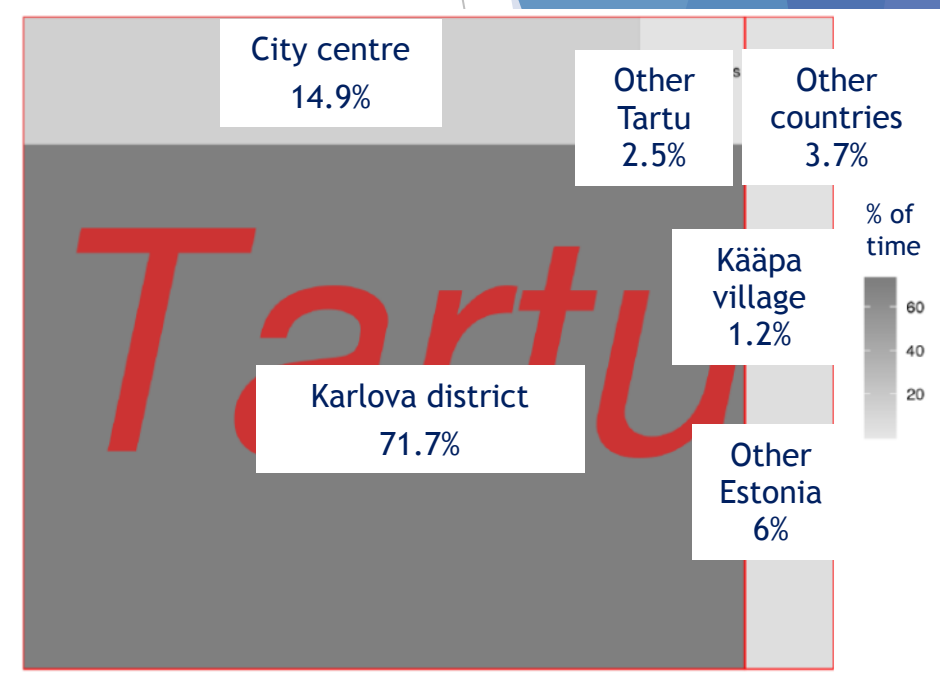 City centre
14.9%
Other
Tartu
2.5%
s
Other
countries
3.7%
% of
time
60
40
20
Kääpa
village
1.2%
Tartu
Karlova district
71.7%
Other
Estonia
6%